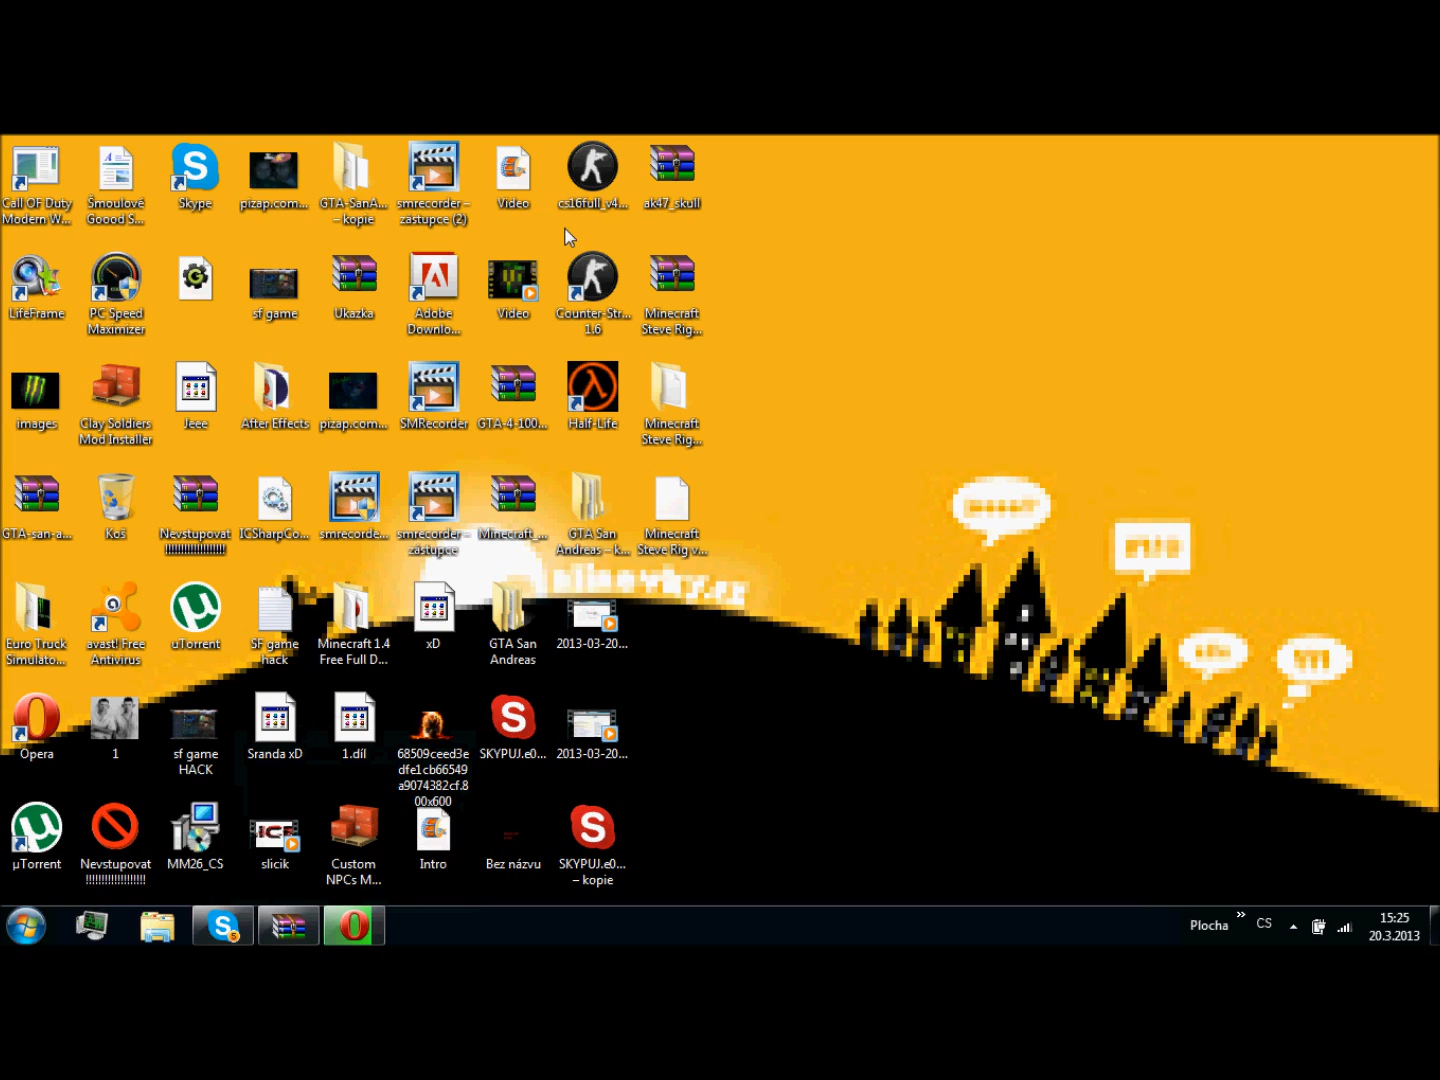 Call OF Duty
Modern W...
Šmoulové
Goood S...
Skype
pizap.com...
GTA-SanA...
– kopie
smrecorder –
zástupce (2)
Video
cs16full_v4...
ak47_skull
LifeFrame
PC Speed
Maximizer
sf game
Ukazka
Adobe
Downlo...
Video
Counter-Str...
1.6
Minecraft
Steve Rig...
images
Clay Soldiers
Mod Installer
Jeee
After Effects
pizap.com...
SMRecorder
GTA-4-100...
Half-Life
Minecraft
Steve Rig...
GTA-san-a...
Koš
Nevstupovat
!!!!!!!!!!!!!!!!!!
ICSharpCo...
smrecorde...
smrecorder –
zástupce
Minecraft_...
GTA San
Andreas – k...
Minecraft
Steve Rig v...
Euro Truck
Simulato...
avast! Free
Antivirus
uTorrent
SF game
hack
Minecraft 1.4
Free Full D...
xD
GTA San
Andreas
2013-03-20...
Opera
1
sf game
HACK
Sranda xD
1.díl
68509ceed3e
dfe1cb66549
a9074382cf.8
00x600
SKYPUJ.e0...
2013-03-20...
µTorrent
Nevstupovat
!!!!!!!!!!!!!!!!!!
MM26_CS
slicik
Custom
NPCs M...
Intro
Bez názvu
SKYPUJ.e0...
– kopie
Plocha
CS
15:25
20.3.2013